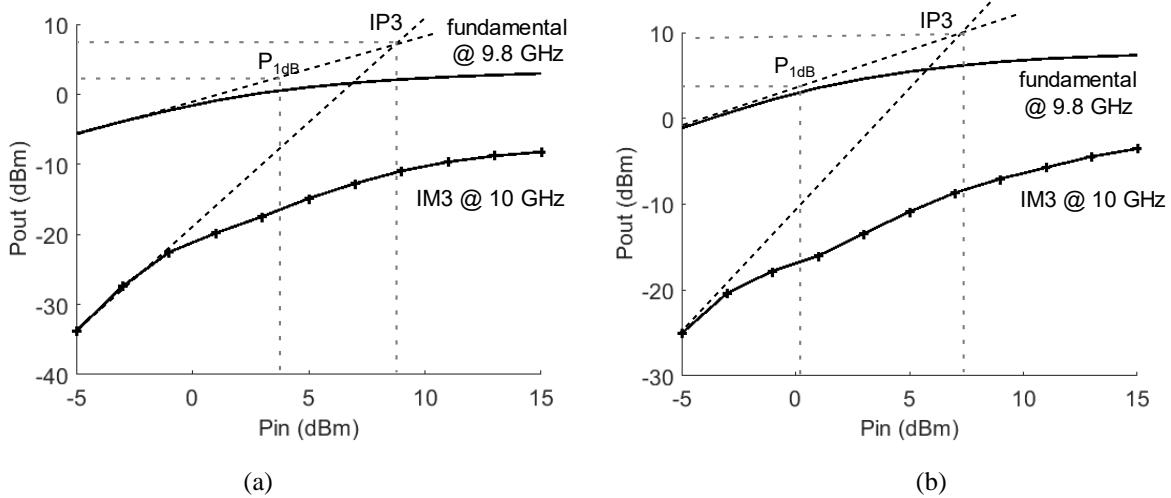 10
0
-10
-20
-30
-40
-5
0
5
10
15
Pin (dBm)
Pout (dBm)
IP3
fundamental
@ 9.8 GHz
P1dB
IM3 @ 10 GHz
(a)
10
0
-10
-20
-30
-5
0
5
10
15
Pin (dBm)
Pout (dBm)
IP3
P1dB
fundamental
@ 9.8 GHz
IM3 @ 10 GHz
(b)